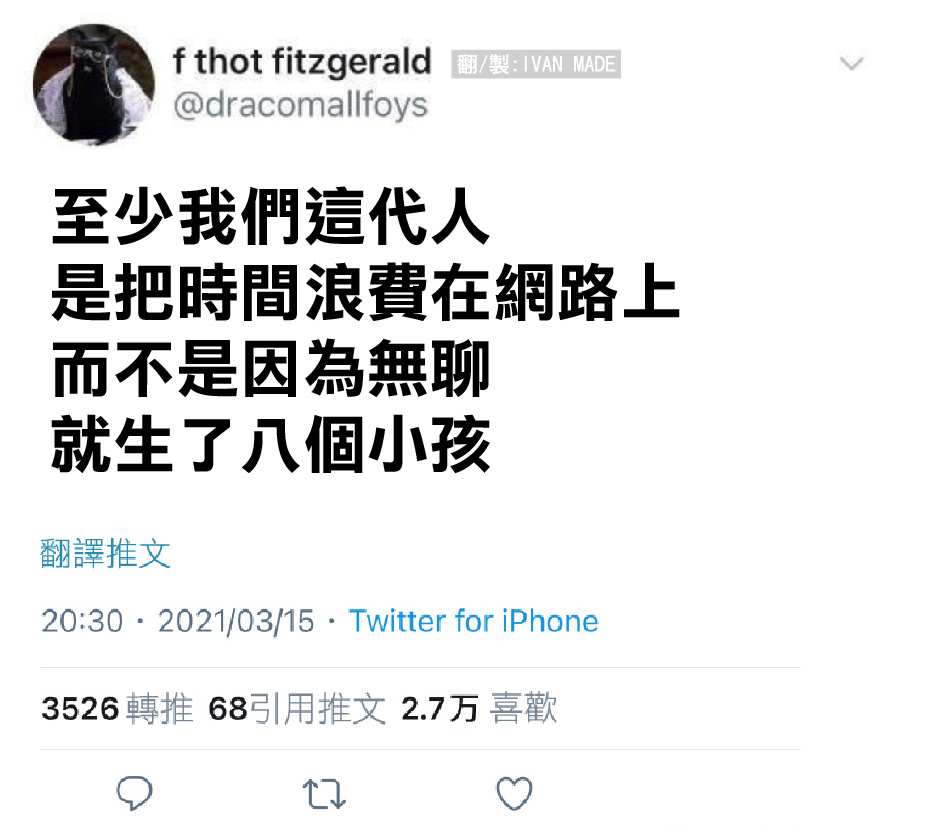 f thot fitzgerald 翻/製:IVAN MADE
@dracomallfoys
至少我們這代人
是把時間浪費在網路上
而不是因為無聊
就生了八個小孩
翻譯推文
20:30 · 2021/03/15 · Twitter for iPhone
3526 轉推 68引用推文 2.7万 喜歡